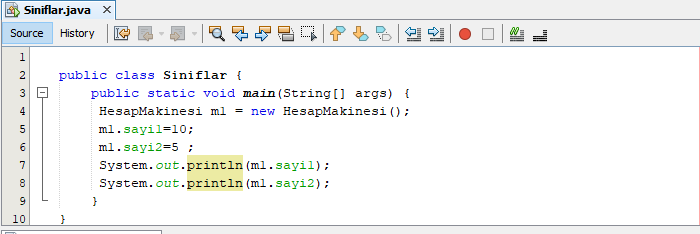 Siniflar.java
Source History
1
2 public class Siniflar {
3 public static void main(String[] args) {
4 HesapMakinesi m1 = new HesapMakinesi();
5 m1.sayi1=10;
6 m1.sayi2=5 ;
7 System.out.println(m1.sayi1);
8 System.out.println(m1.sayi2);
9 }
10 }